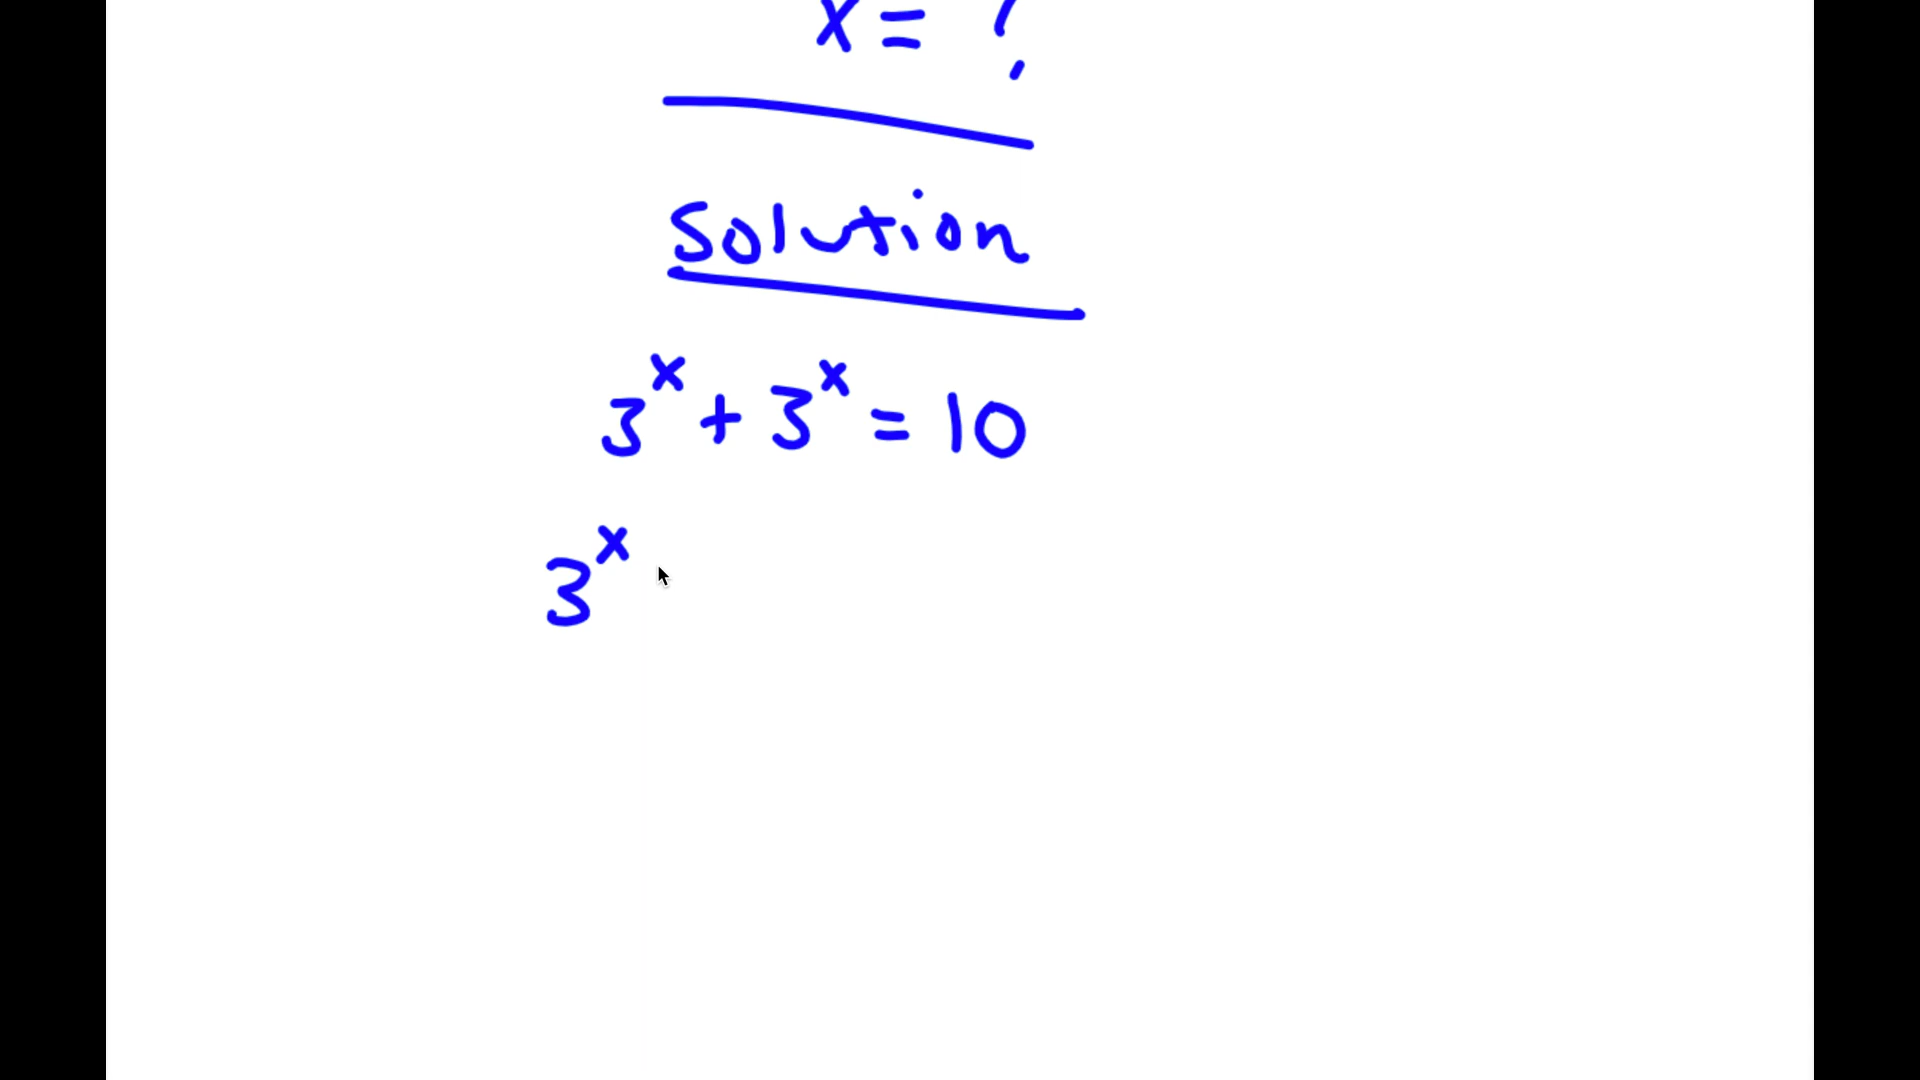 x = ?
Solution
3^x + 3^x = 10
3^x